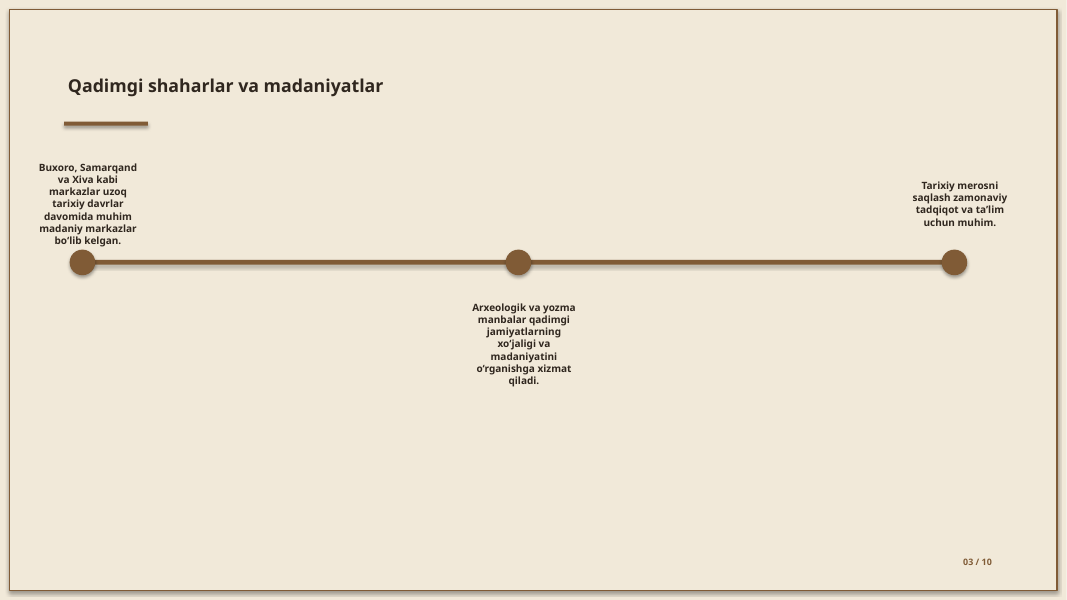 Qadimgi shaharlar va madaniyatlar
Buxoro, Samarqand
va Xiva kabi
markazlar uzoq
tarixiy davrlar
davomida muhim
madaniy markazlar
bo‘lib kelgan.
Tarixiy merosni
saqlash zamonaviy
tadqiqot va ta’lim
uchun muhim.
Arxeologik va yozma
manbalar qadimgi
jamiyatlarning
xo‘jaligi va
madaniyatini
o‘rganishga xizmat
qiladi.
03 / 10